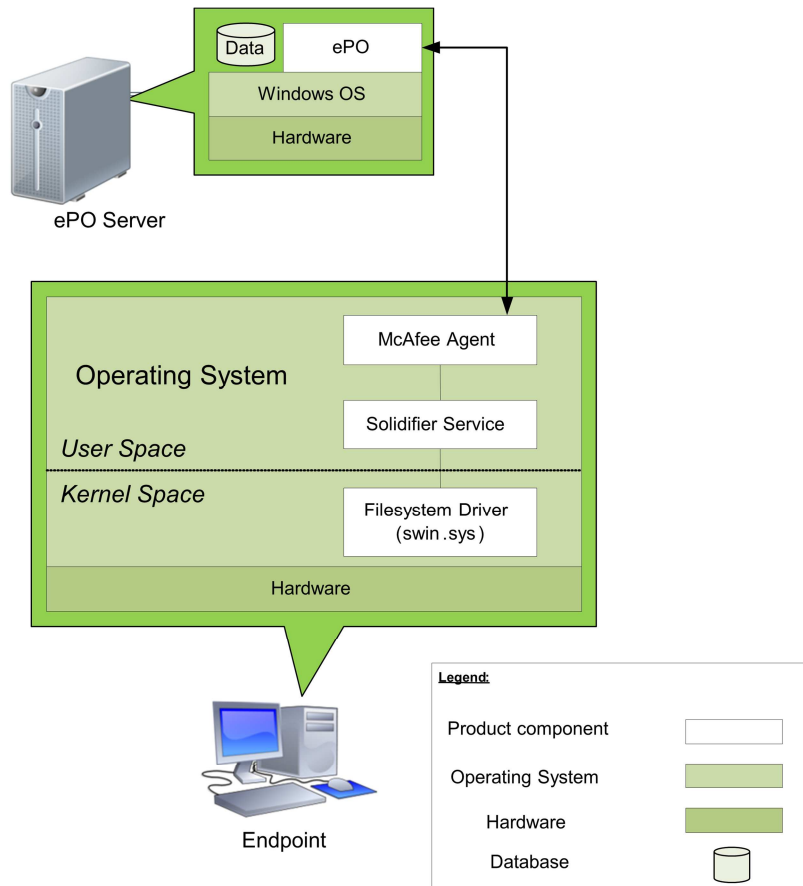 Data
ePO
Windows OS
Hardware
ePO Server
McAfee Agent
Operating System
Solidifier Service
User Space
Kernel Space
Filesystem Driver
(swin.sys)
Hardware
Endpoint
Legend:
Product component
Operating System
Hardware
Database